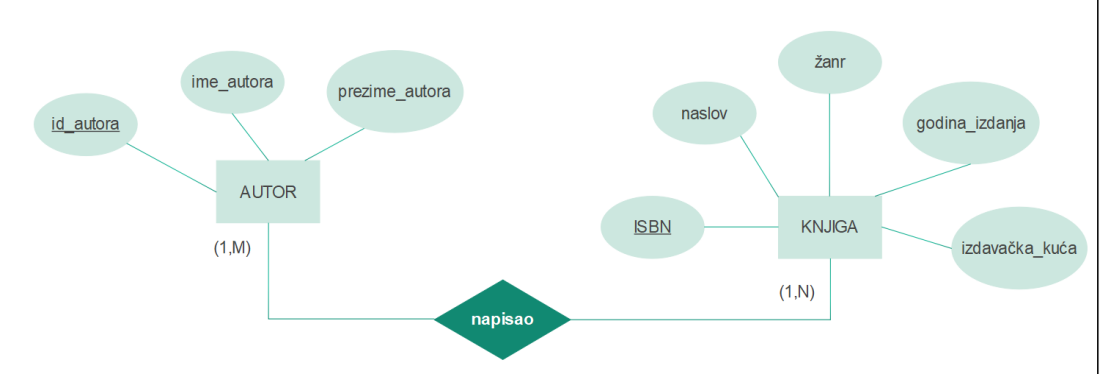 žanr
ime_autora
prezime_autora
naslov
godina_izdanja
id_autora
AUTOR
ISBN
KNJIGA
(1,M)
izdavačka_kuća
(1,N)
napisao